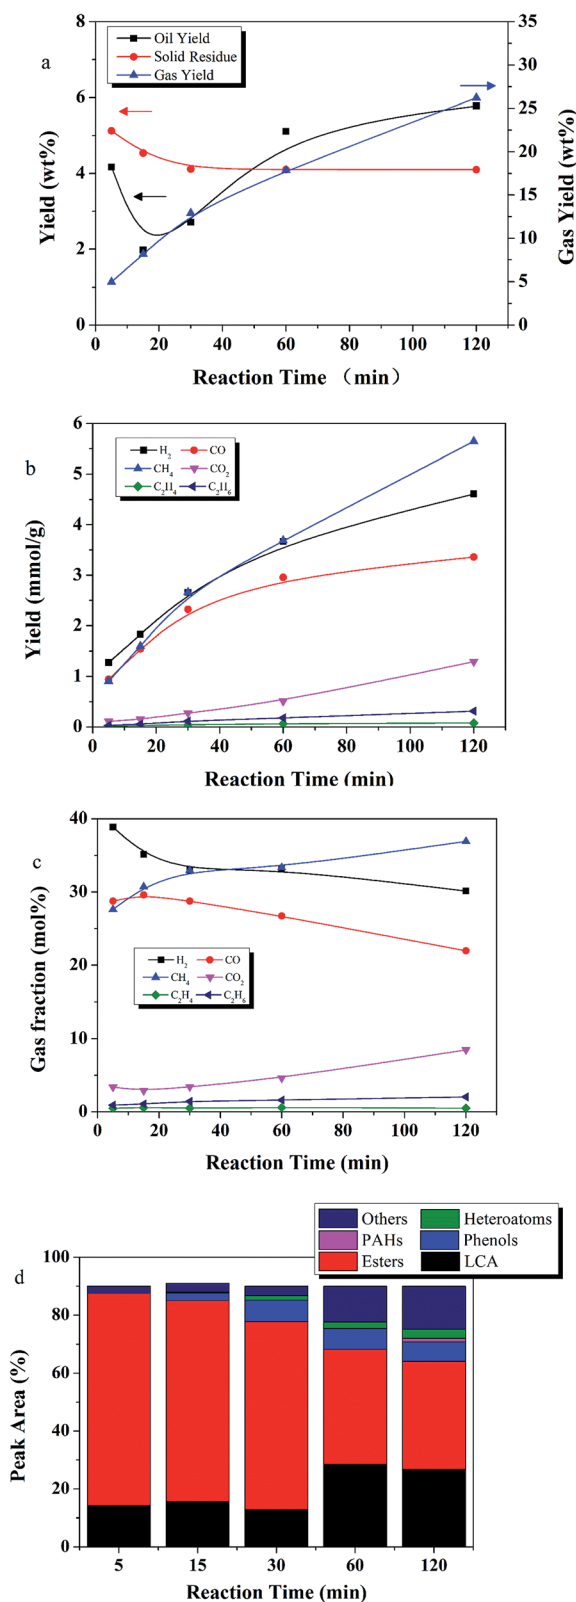 a
Oil Yield
Solid Residue
Gas Yield
8
6
4
2
0
Yield (wt%)
35
30
25
20
15
10
5
0
Gas Yield (wt%)
0 20 40 60 80 100 120
Reaction Time （min）
b
H2 CO
CH4 CO2
C2H4 C2H6
6
5
4
3
2
1
0
Yield (mmol/g)
0 20 40 60 80 100 120
Reaction Time (min)
c
40
30
20
10
0
Gas fraction (mol%)
H2 CO
CH4 CO2
C2H4 C2H6
0 20 40 60 80 100 120
Reaction Time (min)
d
Others Heteroatoms
PAHs Phenols
Esters LCA
100
80
60
40
20
0
Peak Area (%)
5 15 30 60 120
Reaction Time (min)